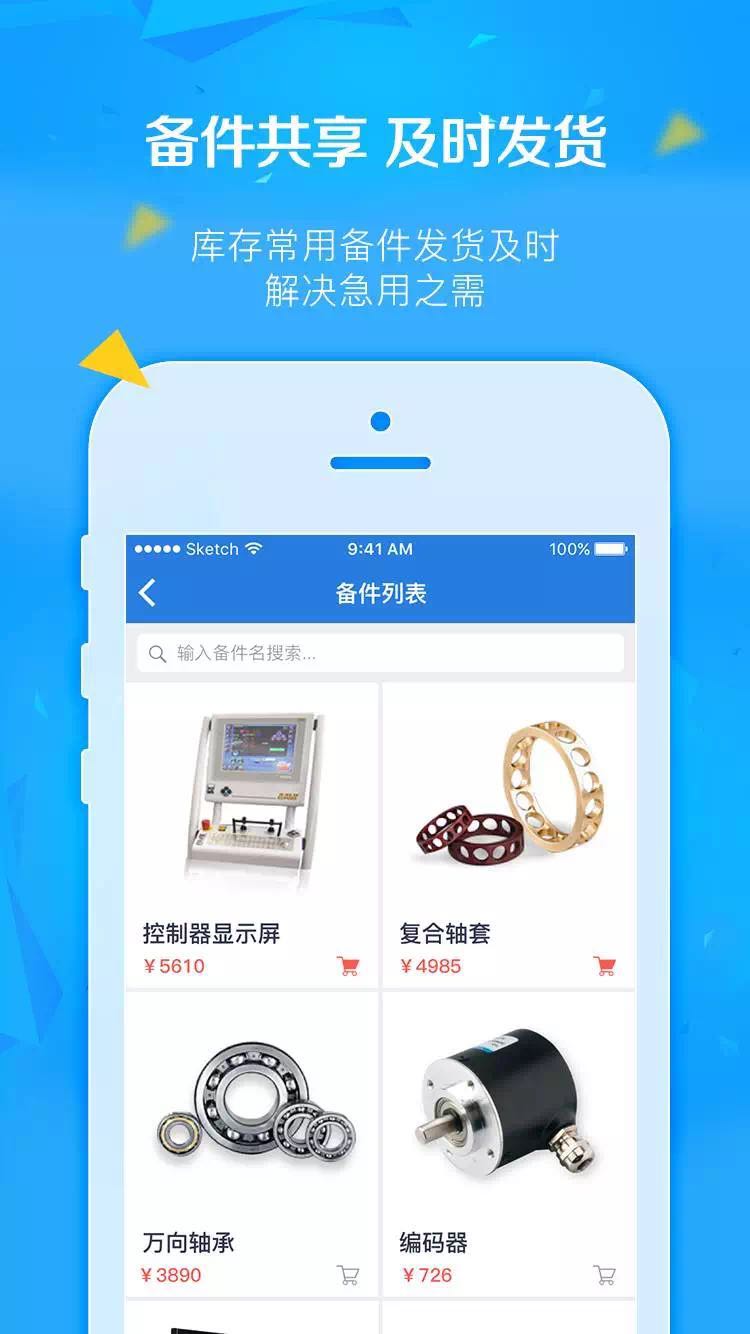 备件共享 及时发货
库存常用备件发货及时
解决急用之需
Sketch 9:41 AM 100%
备件列表
输入备件名搜索...
控制器显示屏
¥5610
复合轴套
¥4985
万向轴承
¥3890
编码器
¥726